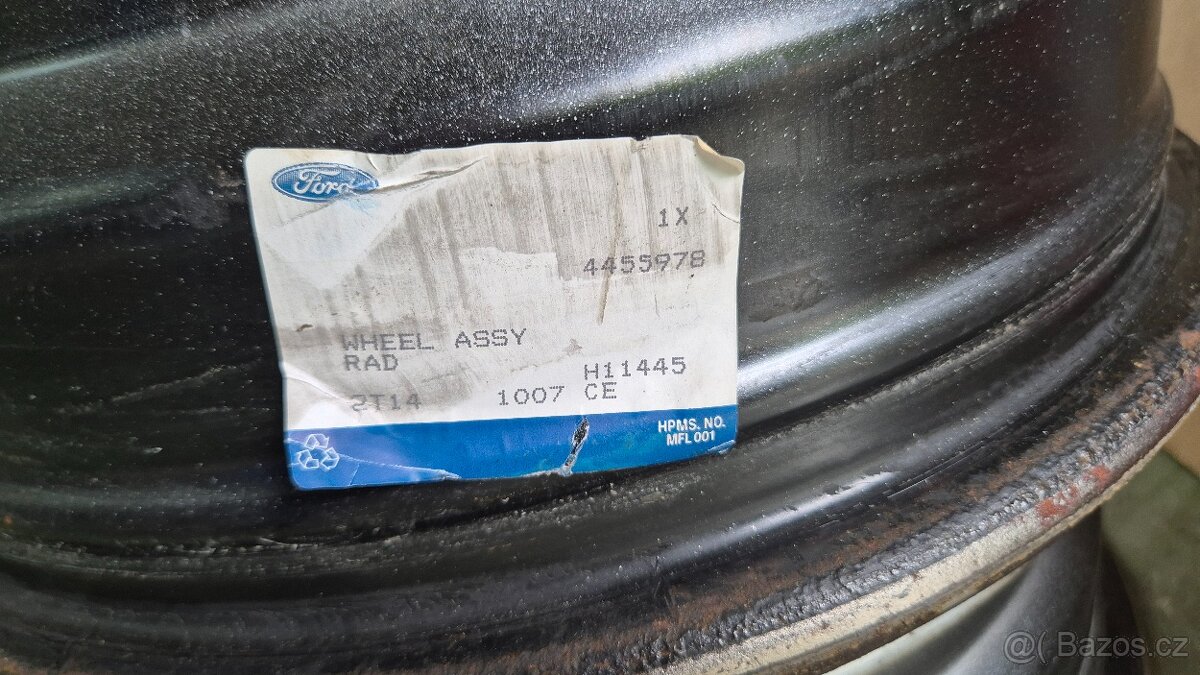 Ford
1X
4455978
WHEEL ASSY
RAD
H11445
2T14 1007 CE
HPMS. NO.
MFL 001
@( Bazos.cz